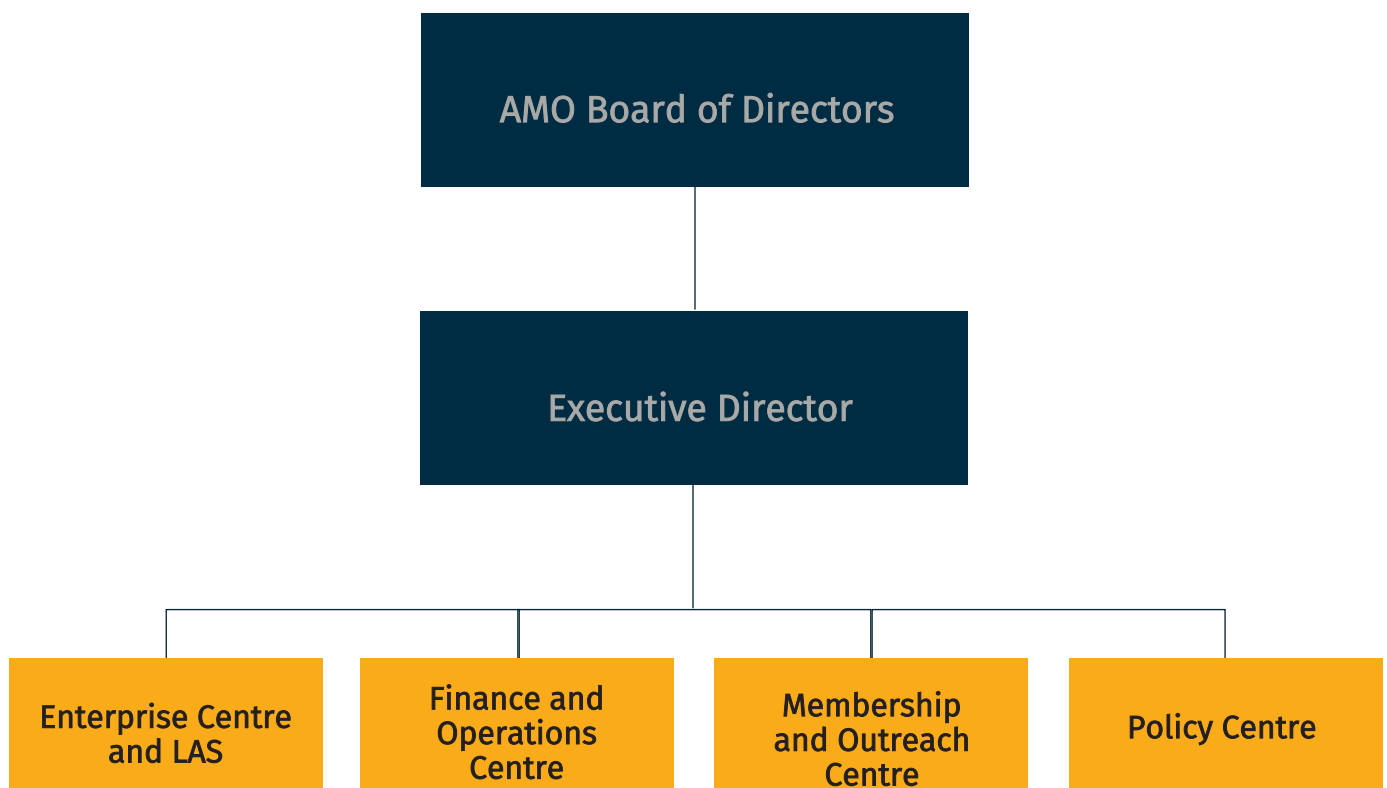 AMO Board of Directors
Executive Director
Enterprise Centre
and LAS
Finance and
Operations
Centre
Membership
and Outreach
Centre
Policy Centre